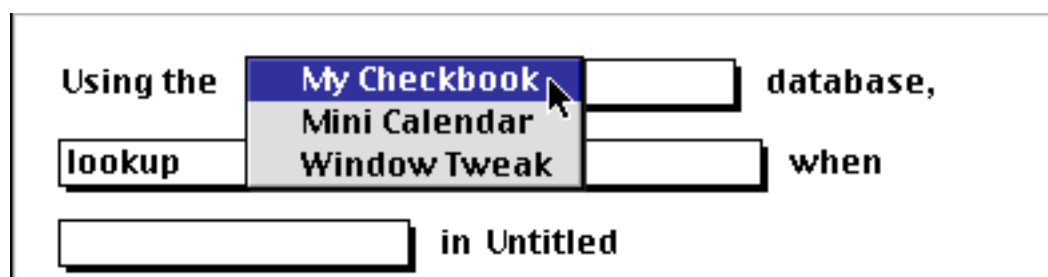 Using the My Checkbook database,
Mini Calendar
lookup Window Tweak when
in Untitled